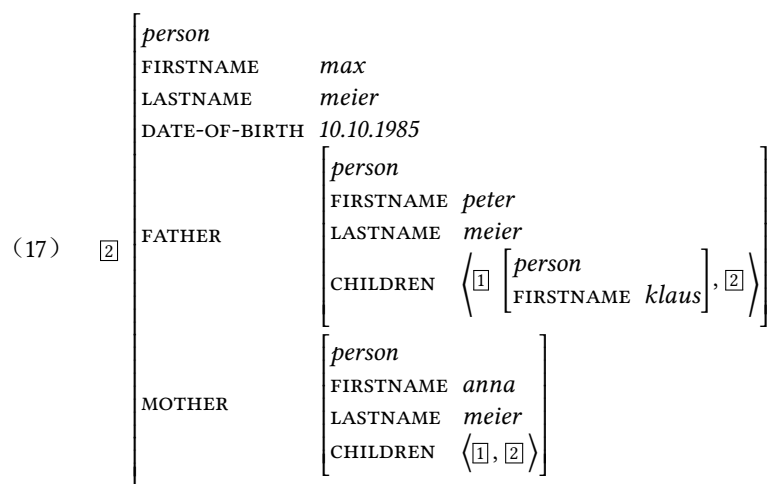 person
FIRSTNAME max
LASTNAME meier
DATE-OF-BIRTH 10.10.1985
person
FIRSTNAME peter
(17) 2 FATHER LASTNAME meier
CHILDREN ⟨1 [person FIRSTNAME klaus], 2⟩
person
FIRSTNAME anna
MOTHER LASTNAME meier
CHILDREN ⟨1, 2⟩